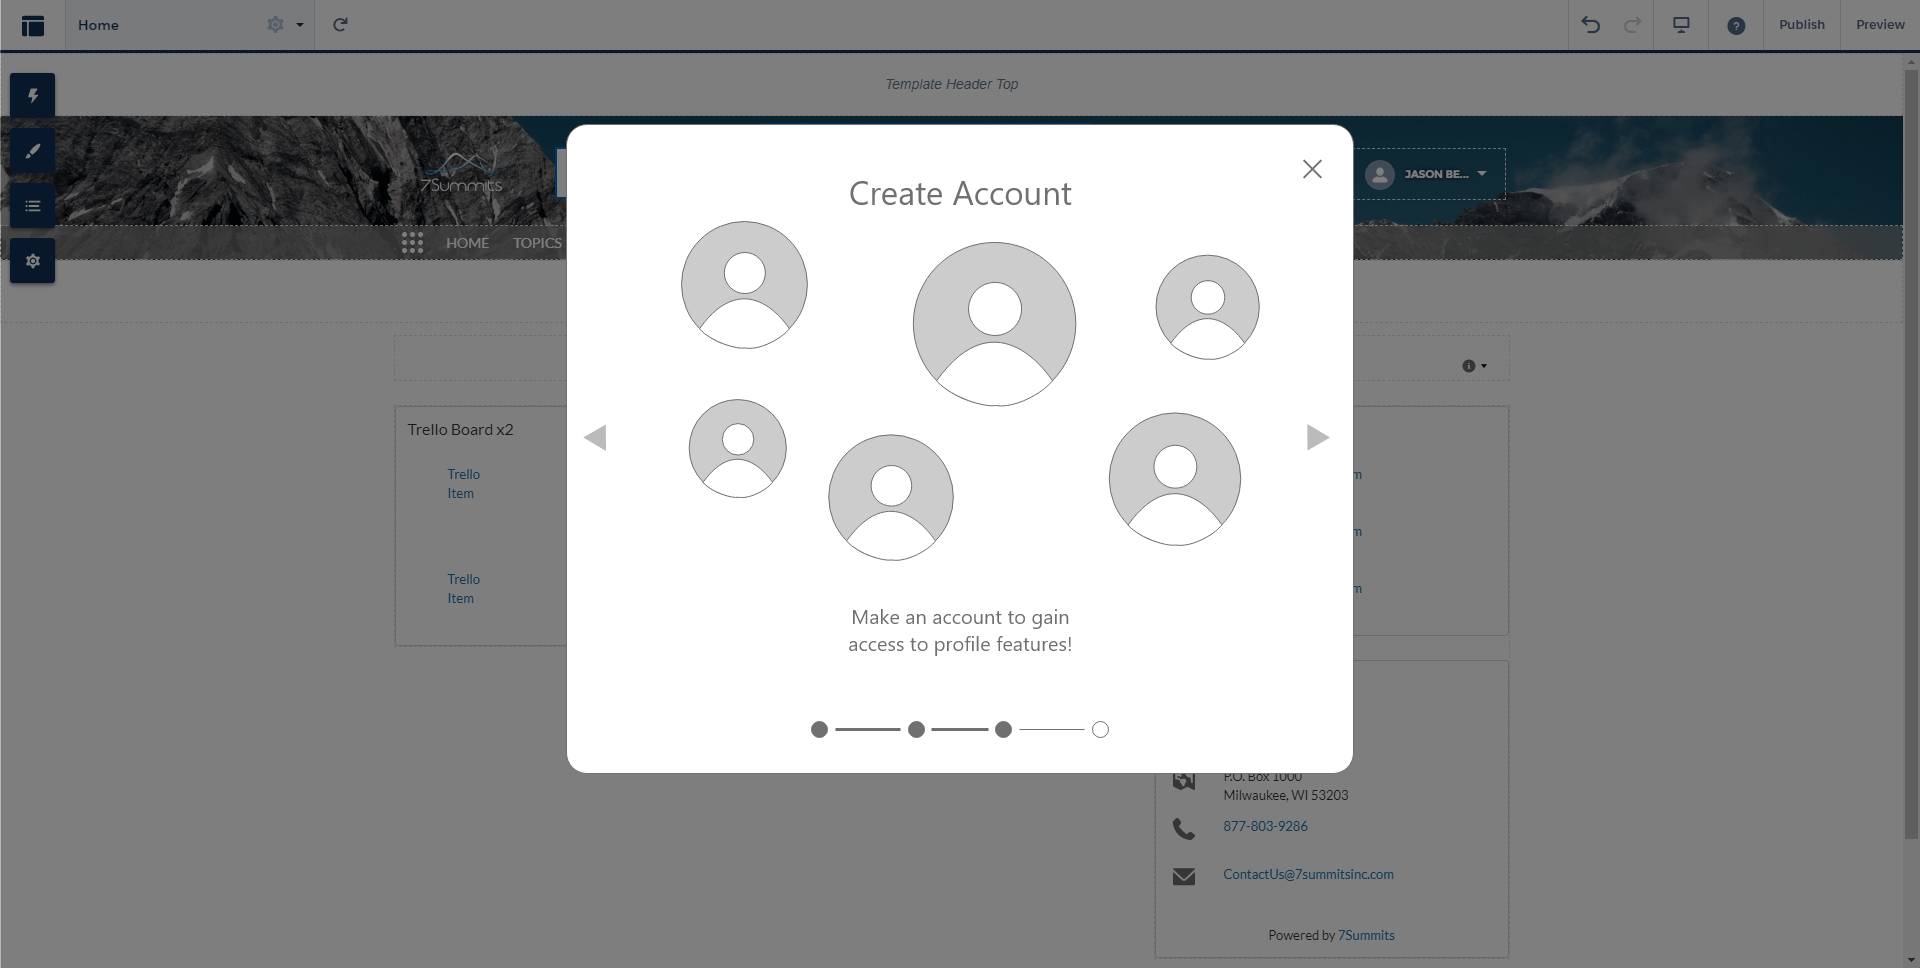 Home
Publish
Preview
Template Header Top
7Summits
JASON BE...
HOME
TOPICS
Create Account
Make an account to gain
access to profile features!
Trello Board x2
Trello
Item
Trello
Item
m
m
m
P.O. Box 1000
Milwaukee, WI 53203
877-803-9286
ContactUs@7summitsinc.com
Powered by 7Summits